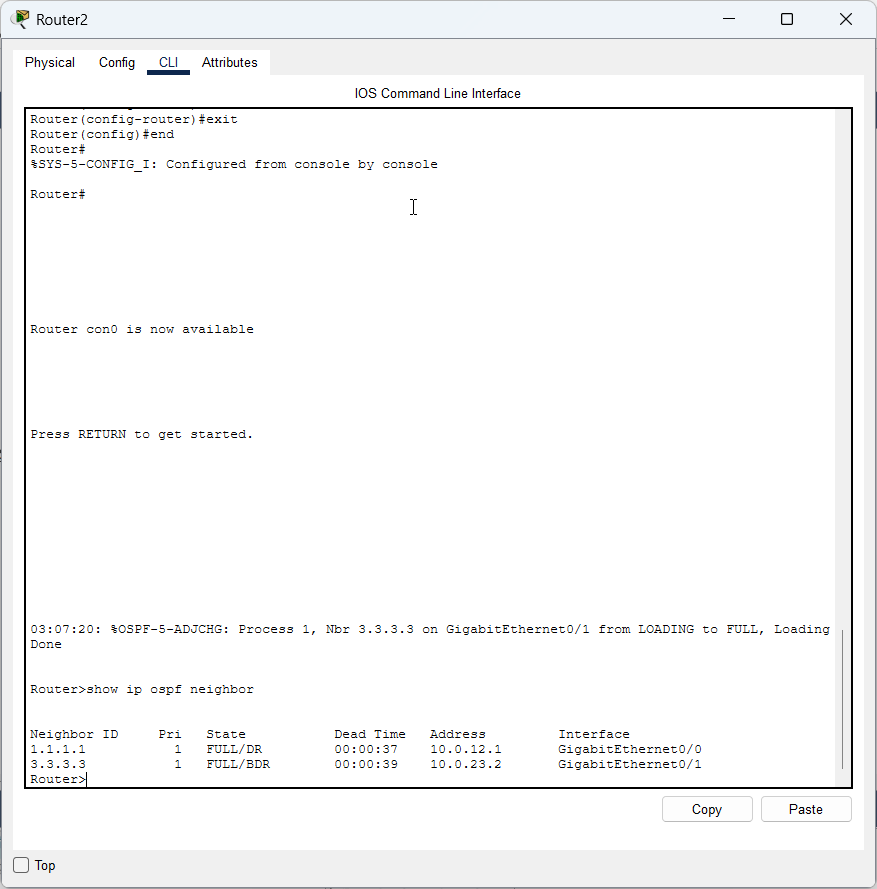 Router2
Physical Config CLI Attributes
IOS Command Line Interface
Router(config-router)#exit
Router(config)#end
Router#
%SYS-5-CONFIG_I: Configured from console by console
Router#
Router con0 is now available
Press RETURN to get started.
03:07:20: %OSPF-5-ADJCHG: Process 1, Nbr 3.3.3.3 on GigabitEthernet0/1 from LOADING to FULL, Loading
Done
Router>show ip ospf neighbor
Neighbor ID Pri State Dead Time Address Interface
1.1.1.1 1 FULL/DR 00:00:37 10.0.12.1 GigabitEthernet0/0
3.3.3.3 1 FULL/BDR 00:00:39 10.0.23.2 GigabitEthernet0/1
Router>
Copy Paste
Top